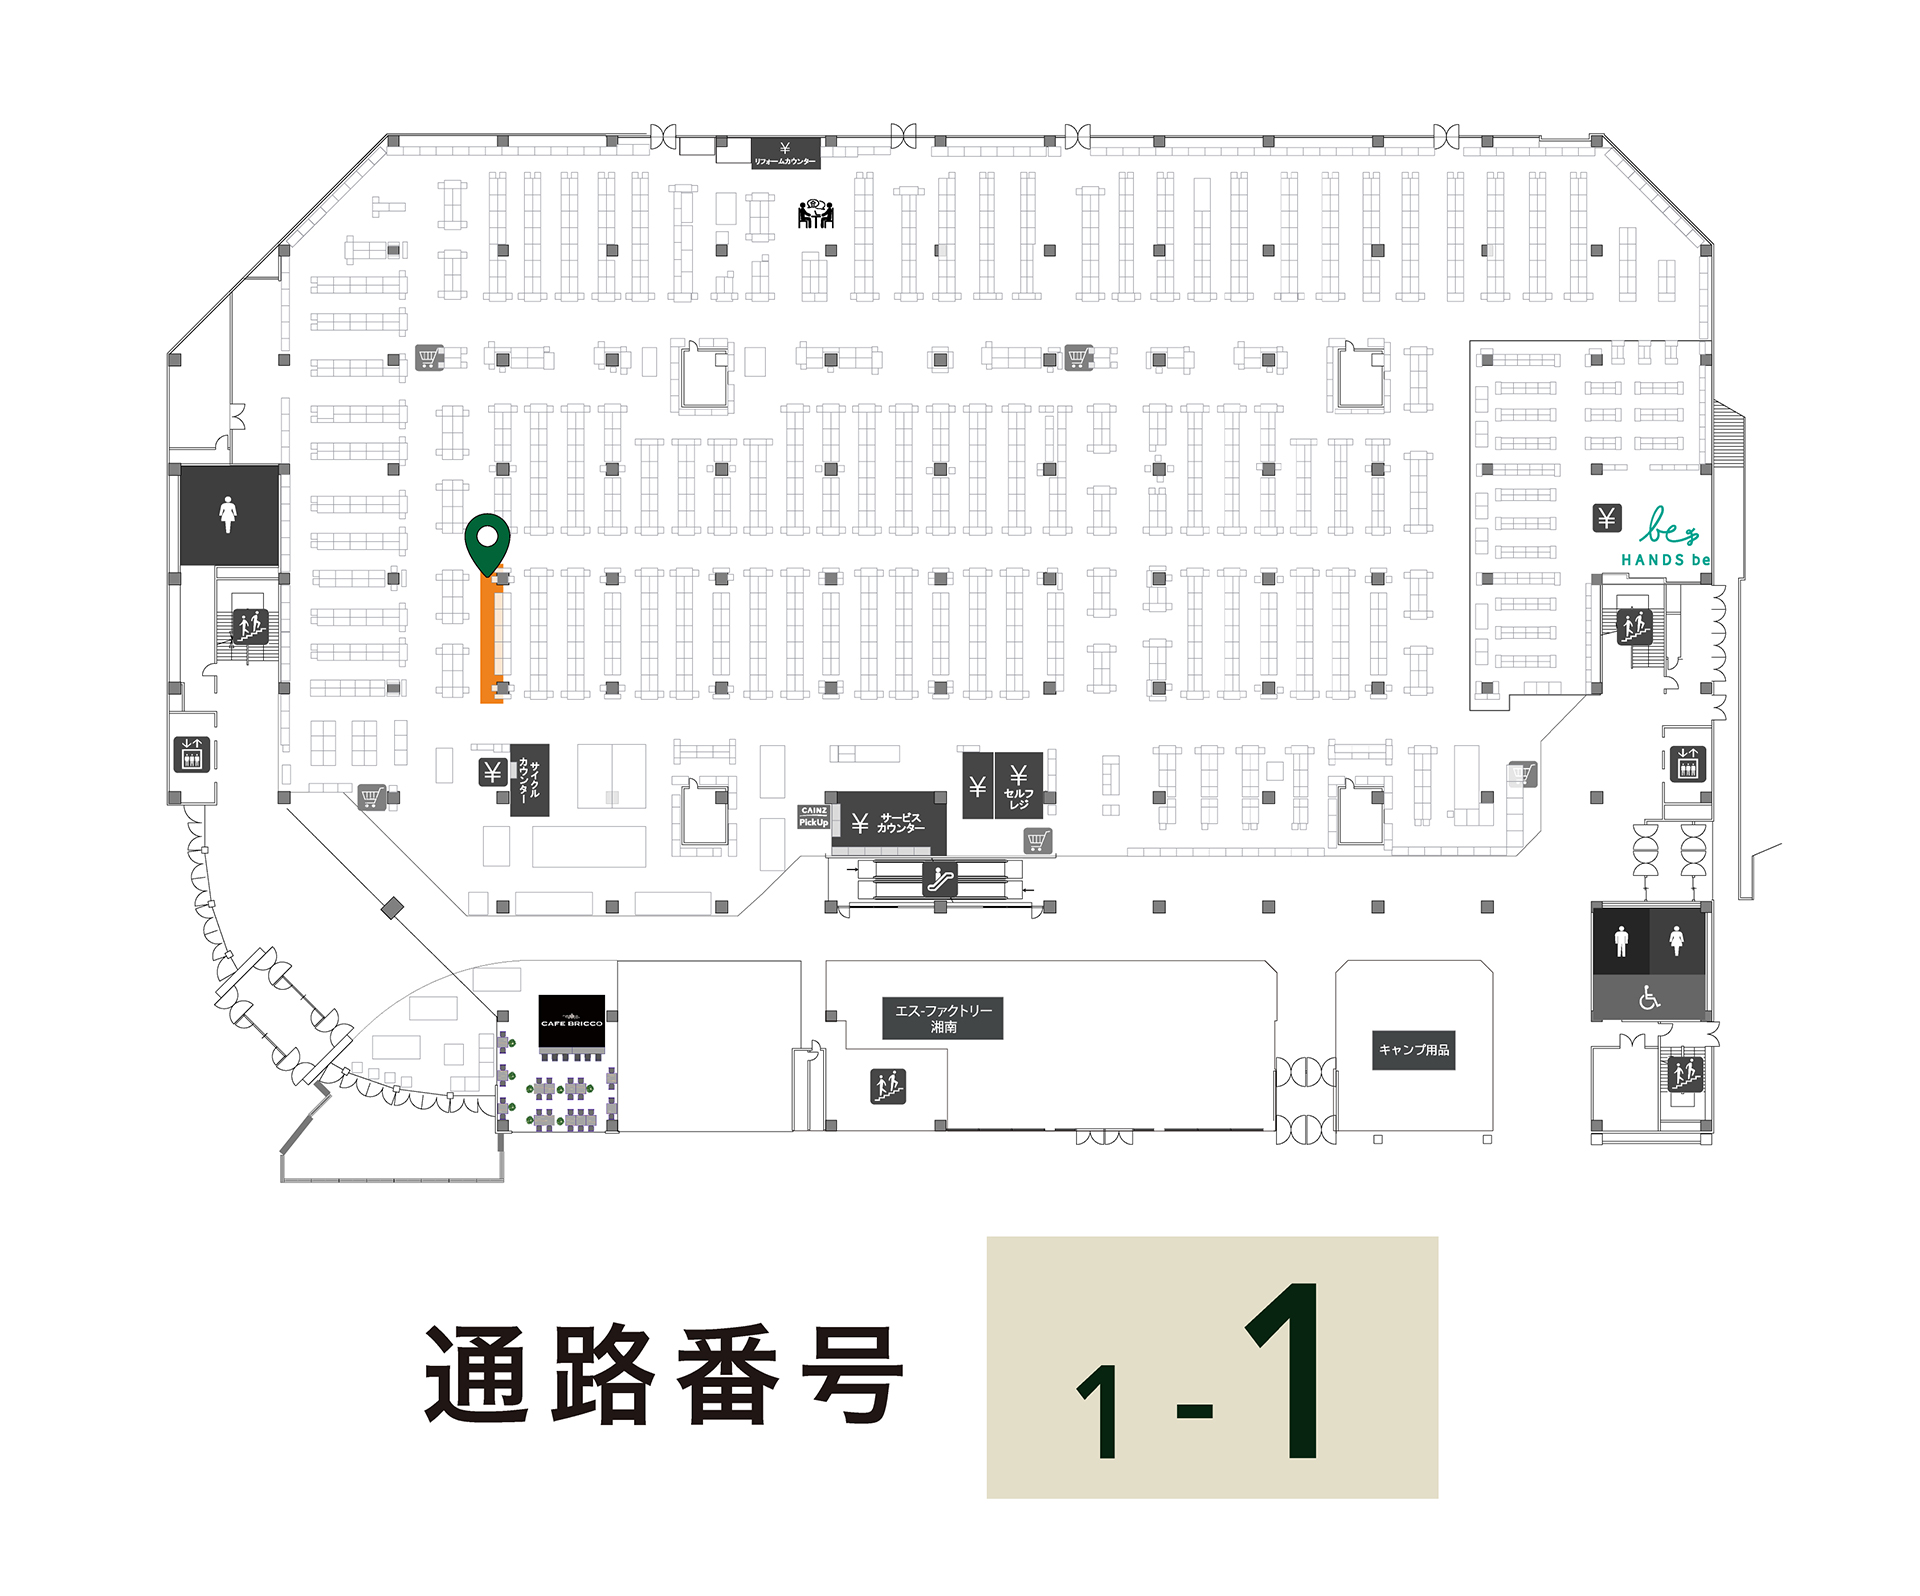 ¥
リフォームカウンター
¥
be
HANDS be
¥
サイクル
カウンター
CAINZ
PickUp
¥
サービス
カウンター
¥
¥
セルフ
レジ
CAFE BRICCO
エス-ファクトリー
湘南
キャンプ用品
通路番号
1 - 1